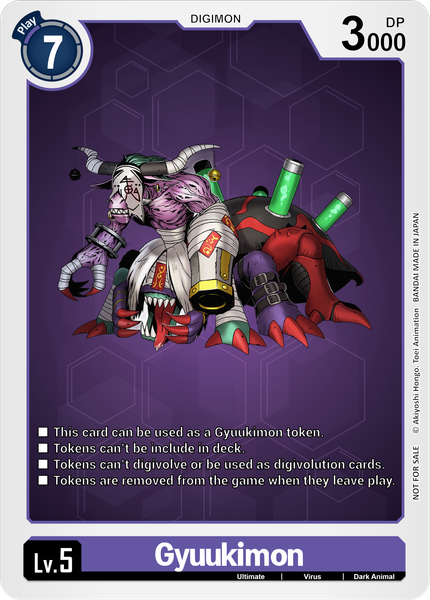 Play
7
DIGIMON
DP
3000
■ This card can be used as a Gyuukimon token.
■ Tokens can't be include in deck.
■ Tokens can't digivolve or be used as digivolution cards.
■ Tokens are removed from the game when they leave play.
NOT FOR SALE © Akiyoshi Hongo. Toei Animation BANDAI MADE IN JAPAN
Lv.5
Gyuukimon
Ultimate | Virus | Dark Animal